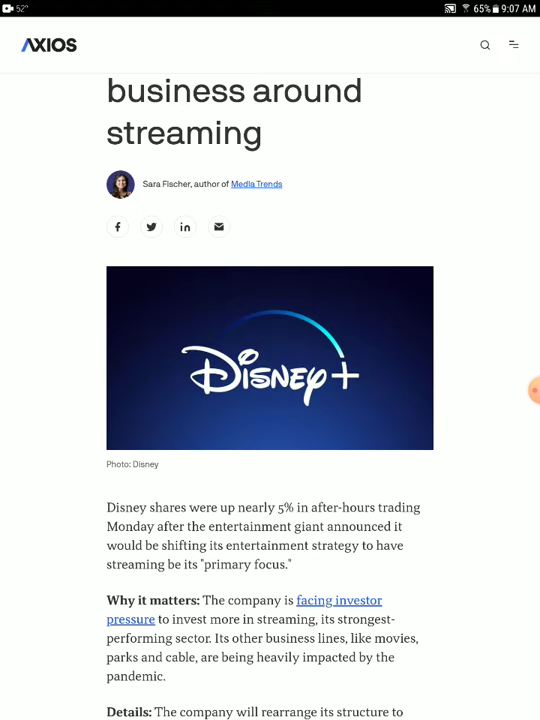 52°
65% 9:07 AM
AXIOS
business around
streaming
Sara Fischer, author of Media Trends
Disney+
Photo: Disney
Disney shares were up nearly 5% in after-hours trading
Monday after the entertainment giant announced it
would be shifting its entertainment strategy to have
streaming be its "primary focus."
Why it matters: The company is facing investor
pressure to invest more in streaming, its strongest-
performing sector. Its other business lines, like movies,
parks and cable, are being heavily impacted by the
pandemic.
Details: The company will rearrange its structure to